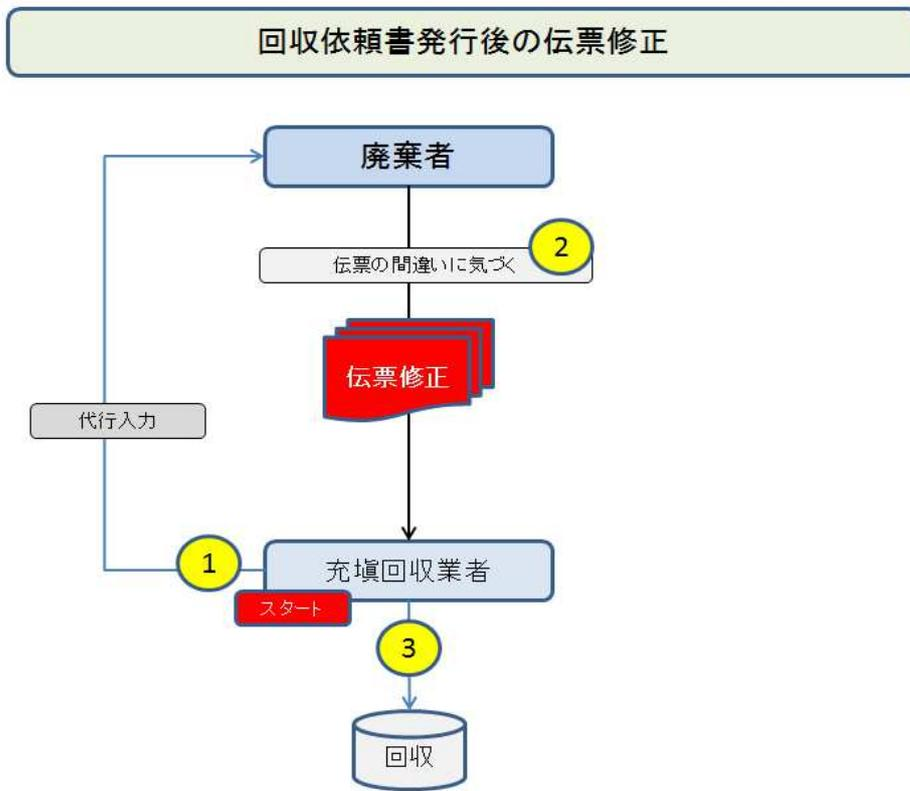 回収依頼書発行後の伝票修正
廃棄者
2
伝票の間違いに気づく
伝票修正
代行入力
1
充塡回収業者
スタート
3
回収